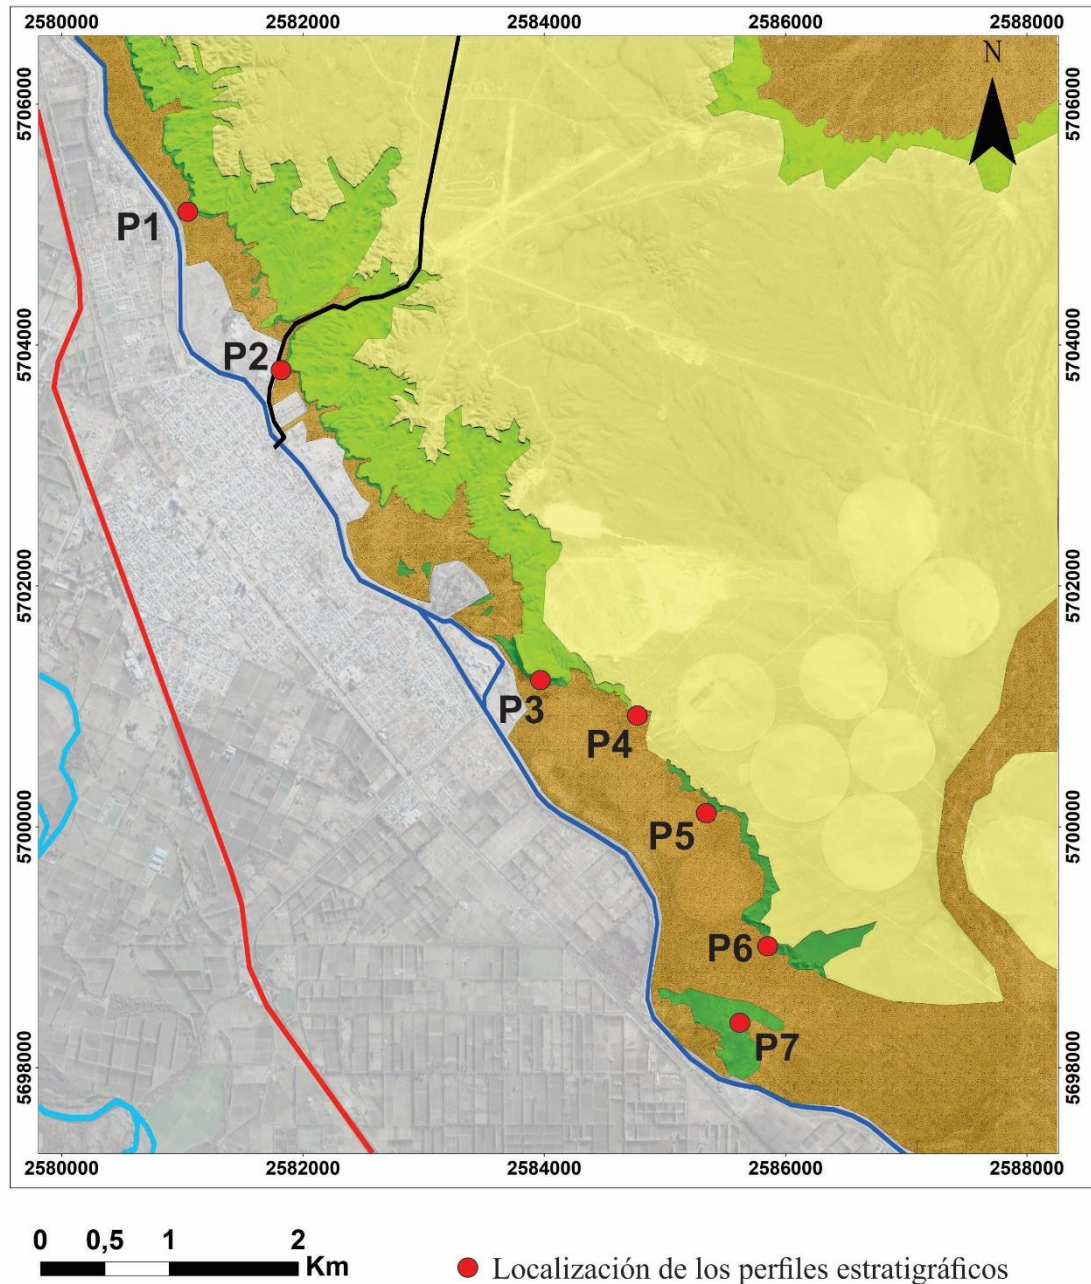 2580000 2582000 2584000 2586000 2588000
N
5706000 5706000
P1
5704000 5704000
P2
5702000 5702000
P3
P4
5700000 5700000
P5
P6
P7
5698000 5698000
2580000 2582000 2584000 2586000 2588000
0 0,5 1 2
Km
Localización de los perfiles estratigráficos